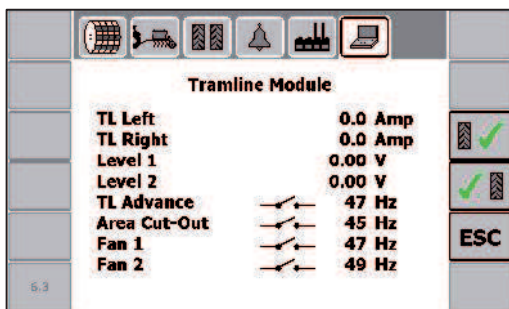 Tramline Module
TL Left 0.0 Amp
TL Right 0.0 Amp
Level 1 0.00 V
Level 2 0.00 V
TL Advance 47 Hz
Area Cut-Out 45 Hz
Fan 1 47 Hz
Fan 2 49 Hz
ESC
6.3